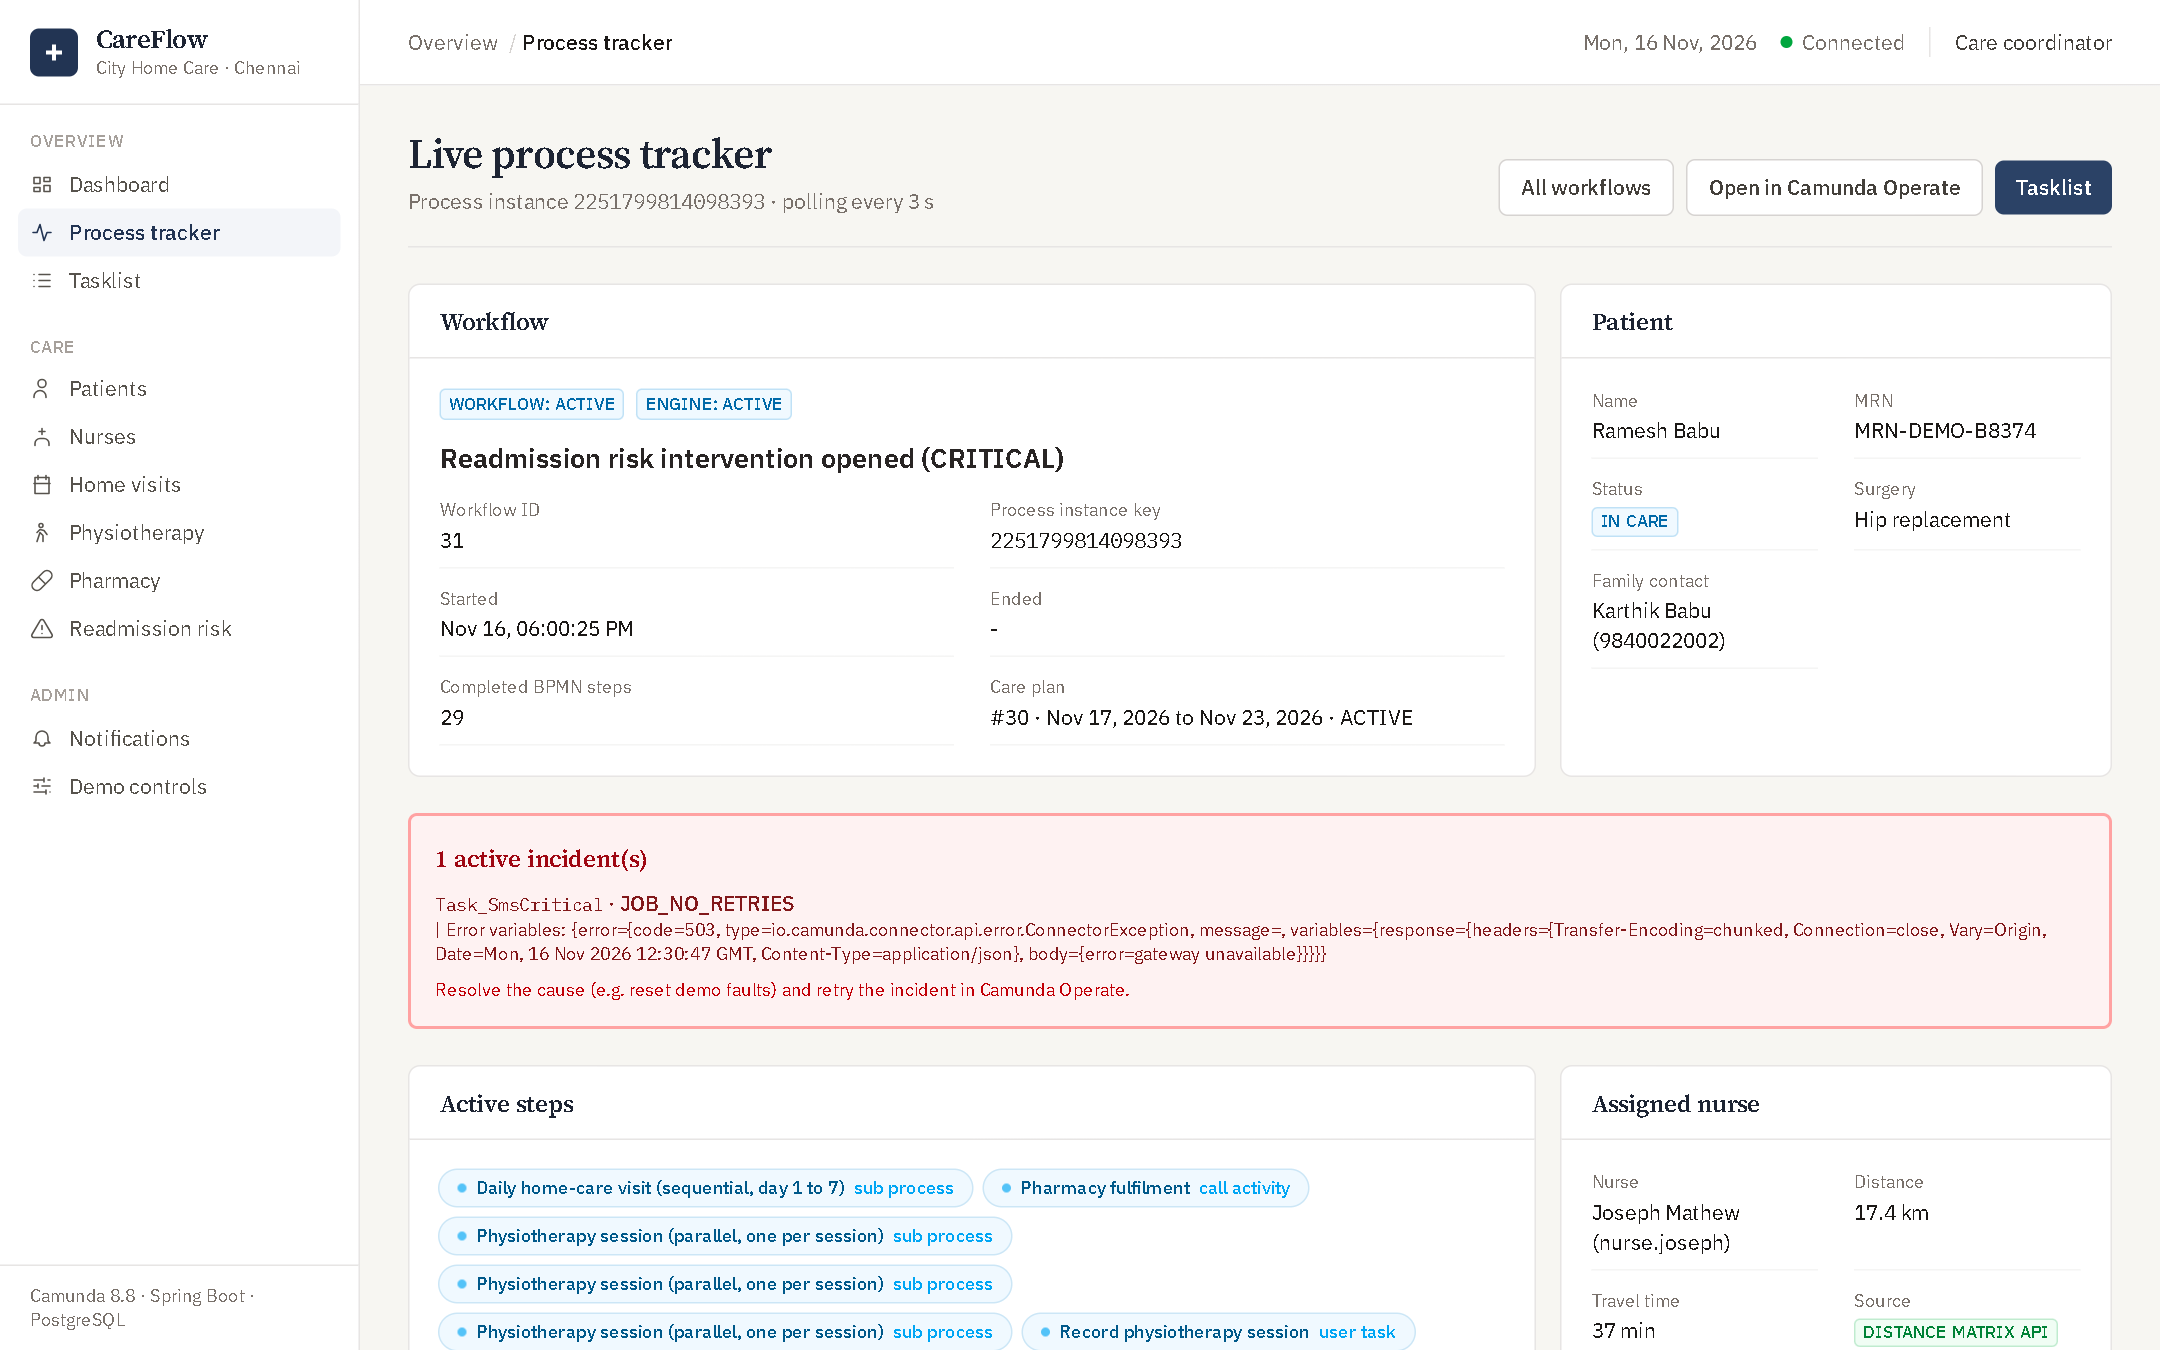 CareFlow
City Home Care · Chennai
OVERVIEW
Dashboard
Process tracker
Tasklist
CARE
Patients
Nurses
Home visits
Physiotherapy
Pharmacy
Readmission risk
ADMIN
Notifications
Demo controls
Camunda 8.8 · Spring Boot ·
PostgreSQL
Overview / Process tracker
Mon, 16 Nov, 2026
Connected
Care coordinator
Live process tracker
Process instance 2251799814098393 · polling every 3 s
All workflows
Open in Camunda Operate
Tasklist
Workflow
WORKFLOW: ACTIVE
ENGINE: ACTIVE
Readmission risk intervention opened (CRITICAL)
Workflow ID
31
Process instance key
2251799814098393
Started
Nov 16, 06:00:25 PM
Ended
-
Completed BPMN steps
29
Care plan
#30 · Nov 17, 2026 to Nov 23, 2026 · ACTIVE
Patient
Name
Ramesh Babu
MRN
MRN-DEMO-B8374
Status
IN CARE
Surgery
Hip replacement
Family contact
Karthik Babu
(9840022002)
1 active incident(s)
Task_SmsCritical · JOB_NO_RETRIES
| Error variables: {error={code=503, type=io.camunda.connector.api.error.ConnectorException, message=, variables={response={headers={Transfer-Encoding=chunked, Connection=close, Vary=Origin,
Date=Mon, 16 Nov 2026 12:30:47 GMT, Content-Type=application/json}, body={error=gateway unavailable}}}}}
Resolve the cause (e.g. reset demo faults) and retry the incident in Camunda Operate.
Active steps
Daily home-care visit (sequential, day 1 to 7) sub process
Pharmacy fulfilment call activity
Physiotherapy session (parallel, one per session) sub process
Physiotherapy session (parallel, one per session) sub process
Physiotherapy session (parallel, one per session) sub process
Record physiotherapy session user task
Assigned nurse
Nurse
Joseph Mathew
(nurse.joseph)
Distance
17.4 km
Travel time
37 min
Source
DISTANCE MATRIX API